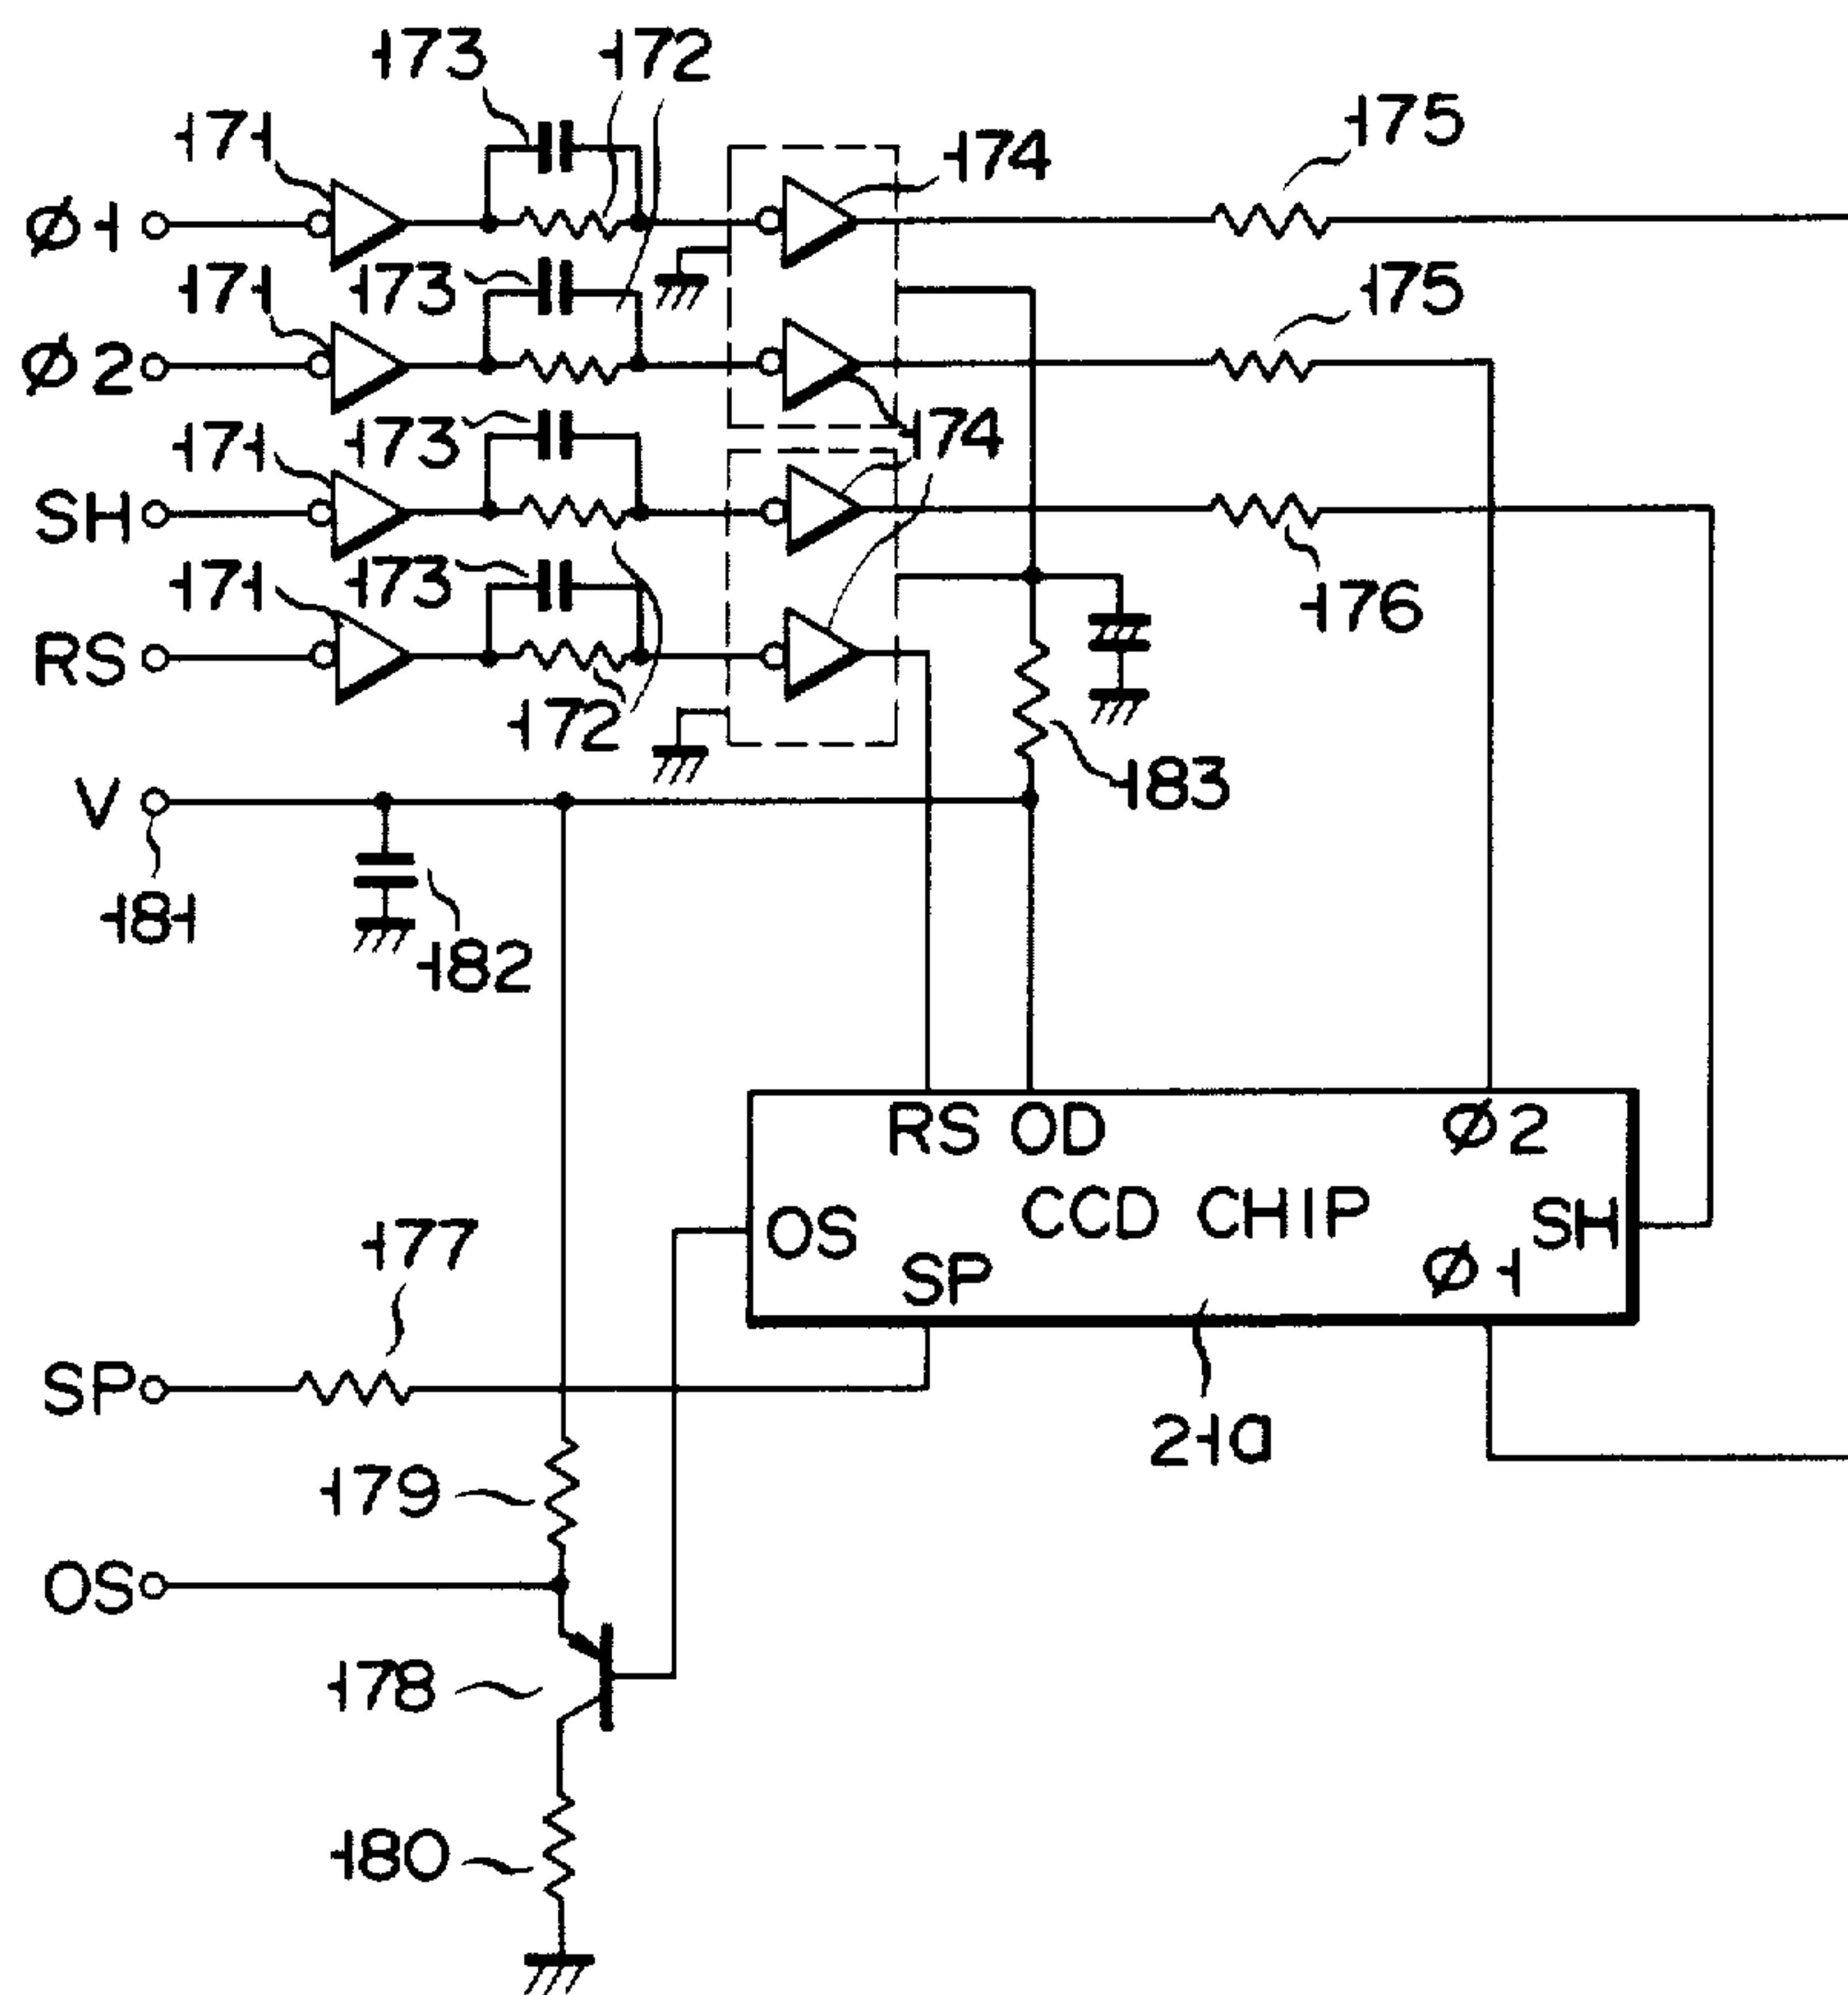 173 172
171 174 175
Ø1
171 173 175
Ø2
171 173 174
SH
171 173 176
RS
172
183
V
181
182
RS OD Ø2
CCD CHIP
OS SH
SP Ø1
177
SP
21a
179
OS
178
180